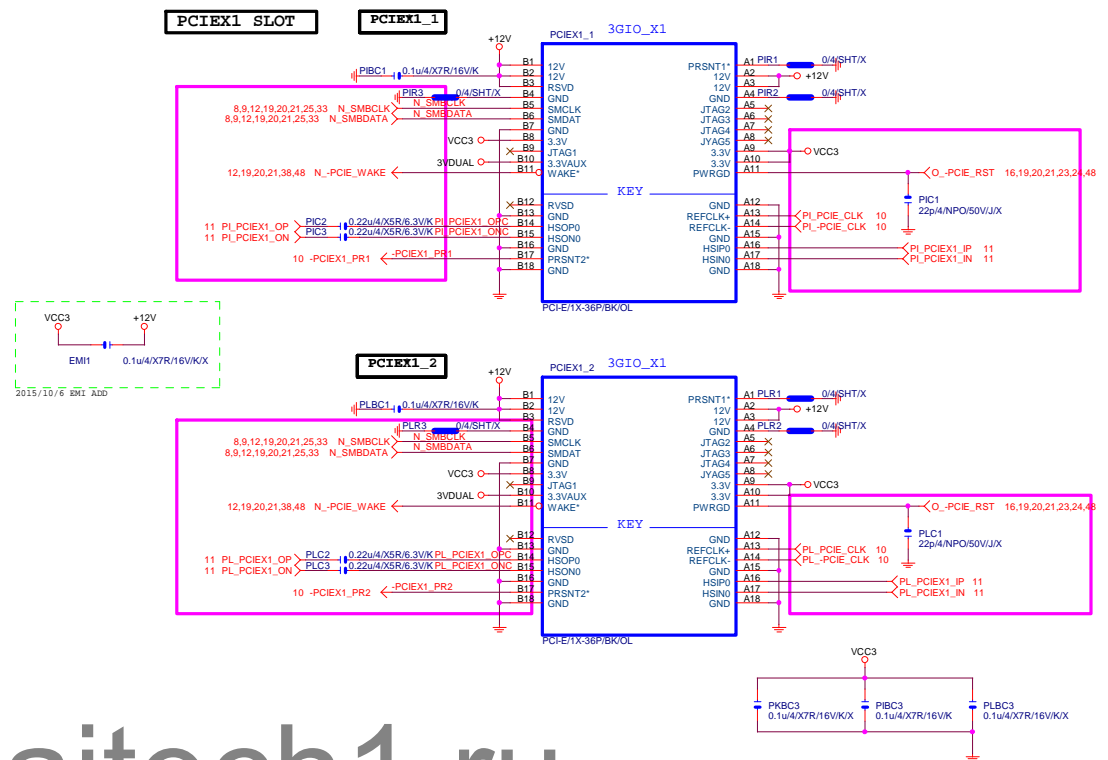 PCIEX1 SLOT
PCIEX1_1
3GIO_X1
PCIEX1_1
+12V
PIBC1 0.1u/4/X7R/16V/K
B1 12V
B2 12V
B3 RSVD
B4 GND
B5 SMCLK
B6 SMDAT
B7 GND
B8 3.3V
B9 JTAG1
B10 3.3VAUX
B11 WAKE*
KEY
B12 RVSD
B13 GND
B14 HSOP0
B15 HSON0
B16 GND
B17 PRSNT2*
B18 GND
PIR3 0/4/SHT/X
8,9,12,19,20,21,25,33 N_SMBCLK N_SMBCLK
8,9,12,19,20,21,25,33 N_SMBDATA N_SMBDATA
VCC3
3VDUAL
12,19,20,21,38,48 N_-PCIE_WAKE
11 PI_PCIEX1_OP PIC2 0.22u/4/X5R/6.3V/K PI_PCIEX1_OPC
11 PI_PCIEX1_ON PIC3 0.22u/4/X5R/6.3V/K PI_PCIEX1_ONC
10 -PCIEX1_PR1 -PCIEX1_PR1
PRSNT1* A1 PIR1 0/4/SHT/X
12V A2 +12V
12V A3
GND A4 PIR2 0/4/SHT/X
JTAG2 A5
JTAG3 A6
JTAG4 A7
JYAG5 A8
3.3V A9 VCC3
3.3V A10
PWRGD A11 O_-PCIE_RST 16,19,20,21,23,24,48
PIC1
22p/4/NPO/50V/J/X
GND A12
REFCLK+ A13 PI_PCIE_CLK 10
REFCLK- A14 PI_-PCIE_CLK 10
GND A15
HSIP0 A16 PI_PCIEX1_IP 11
HSIN0 A17 PI_PCIEX1_IN 11
GND A18
PCI-E/1X-36P/BK/OL
VCC3 +12V
EMI1 0.1u/4/X7R/16V/K/X
2015/10/6 EMI ADD
PCIEX1_2
3GIO_X1
PCIEX1_2
+12V
PLBC1 0.1u/4/X7R/16V/K
B1 12V
B2 12V
B3 RSVD
B4 GND
B5 SMCLK
B6 SMDAT
B7 GND
B8 3.3V
B9 JTAG1
B10 3.3VAUX
B11 WAKE*
KEY
B12 RVSD
B13 GND
B14 HSOP0
B15 HSON0
B16 GND
B17 PRSNT2*
B18 GND
PLR3 0/4/SHT/X
8,9,12,19,20,21,25,33 N_SMBCLK N_SMBCLK
8,9,12,19,20,21,25,33 N_SMBDATA N_SMBDATA
VCC3
3VDUAL
12,19,20,21,38,48 N_-PCIE_WAKE
11 PL_PCIEX1_OP PLC2 0.22u/4/X5R/6.3V/K PL_PCIEX1_OPC
11 PL_PCIEX1_ON PLC3 0.22u/4/X5R/6.3V/K PL_PCIEX1_ONC
10 -PCIEX1_PR2 -PCIEX1_PR2
PRSNT1* A1 PLR1 0/4/SHT/X
12V A2 +12V
12V A3
GND A4 PLR2 0/4/SHT/X
JTAG2 A5
JTAG3 A6
JTAG4 A7
JYAG5 A8
3.3V A9 VCC3
3.3V A10
PWRGD A11 O_-PCIE_RST 16,19,20,21,23,24,48
PLC1
22p/4/NPO/50V/J/X
GND A12
REFCLK+ A13 PL_PCIE_CLK 10
REFCLK- A14 PL_-PCIE_CLK 10
GND A15
HSIP0 A16 PL_PCIEX1_IP 11
HSIN0 A17 PL_PCIEX1_IN 11
GND A18
PCI-E/1X-36P/BK/OL
VCC3
PKBC3 PIBC3 PLBC3
0.1u/4/X7R/16V/K/X 0.1u/4/X7R/16V/K 0.1u/4/X7R/16V/K/X